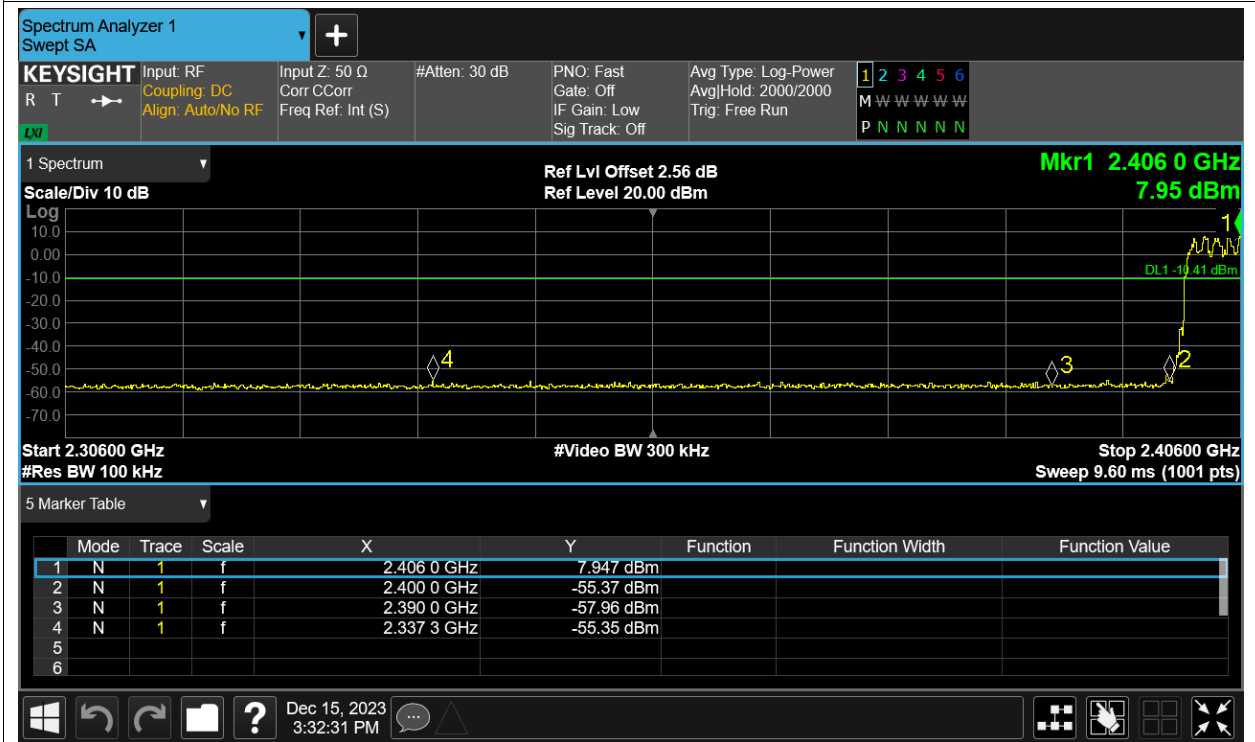 Spectrum Analyzer 1
Swept SA
+
KEYSIGHT Input: RF Input Z: 50 Ω #Atten: 30 dB PNO: Fast Avg Type: Log-Power 1 2 3 4 5 6
R T Coupling: DC Corr CCorr Gate: Off Avg|Hold: 2000/2000 M W W W W W
Align: Auto/No RF Freq Ref: Int (S) IF Gain: Low Trig: Free Run
LXI Sig Track: Off P N N N N N
1 Spectrum Ref Lvl Offset 2.56 dB Mkr1 2.406 0 GHz
Scale/Div 10 dB Ref Level 20.00 dBm 7.95 dBm
Log
1
10.0
0.00
DL1 -10.41 dBm
-10.0
-20.0
-30.0
-40.0
4 3 2
-50.0
-60.0
-70.0
Start 2.30600 GHz #Video BW 300 kHz Stop 2.40600 GHz
#Res BW 100 kHz Sweep 9.60 ms (1001 pts)
5 Marker Table
Mode Trace Scale X Y Function Function Width Function Value
1 N 1 f 2.406 0 GHz 7.947 dBm
2 N 1 f 2.400 0 GHz -55.37 dBm
3 N 1 f 2.390 0 GHz -57.96 dBm
4 N 1 f 2.337 3 GHz -55.35 dBm
5
6
? Dec 15, 2023
3:32:31 PM